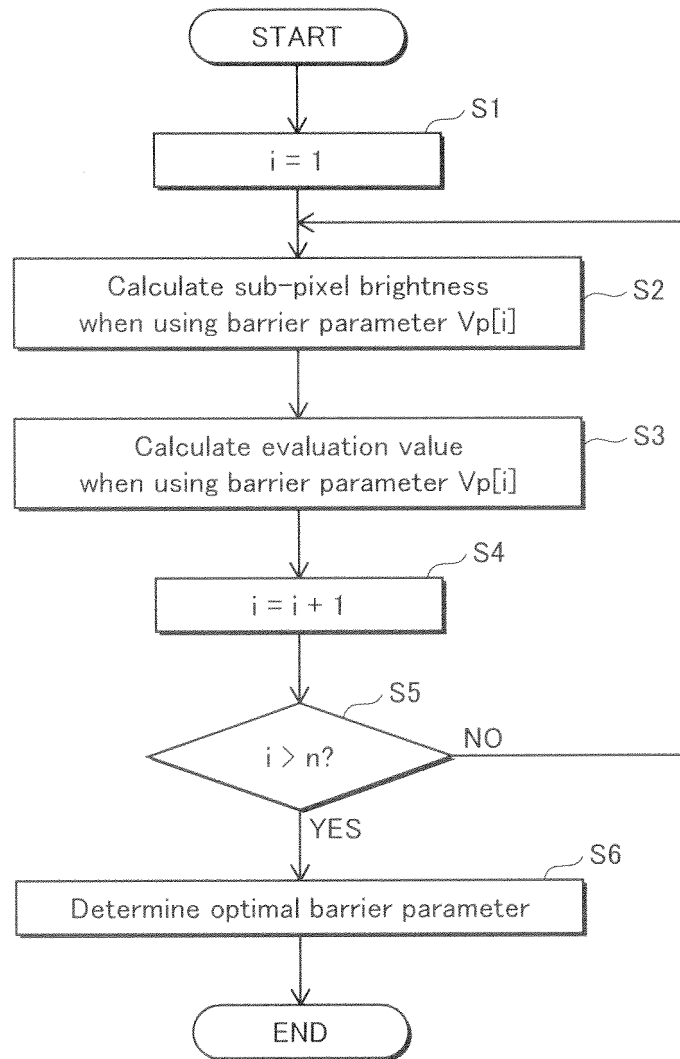 START
S1
i = 1
Calculate sub-pixel brightness
when using barrier parameter Vp[i]
S2
Calculate evaluation value
when using barrier parameter Vp[i]
S3
S4
i = i + 1
S5
i > n?
NO
YES
S6
Determine optimal barrier parameter
END